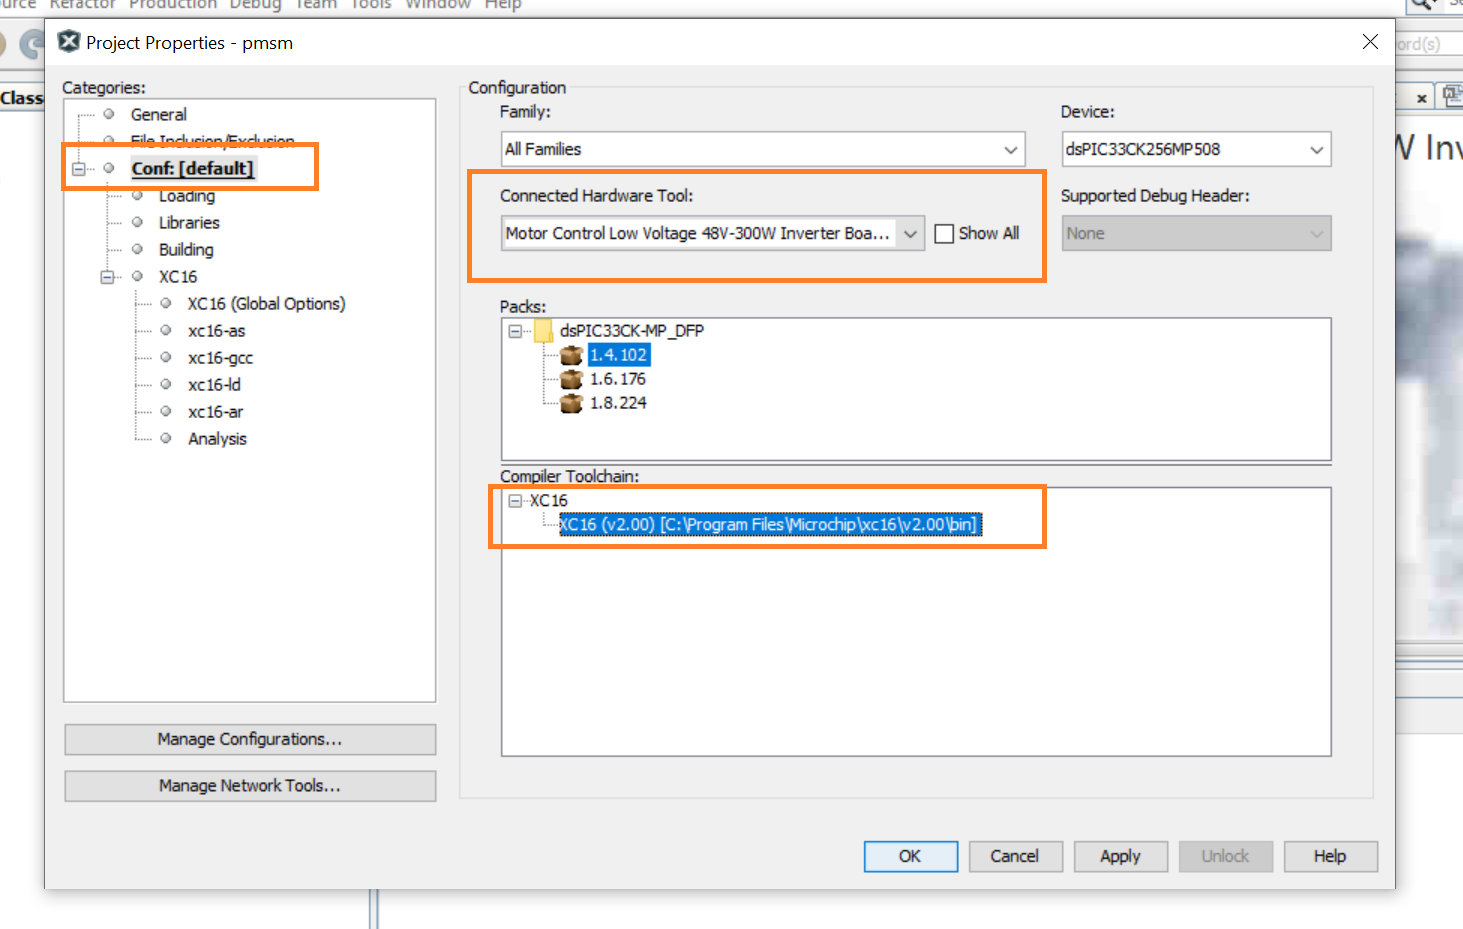 Refactor Production Debug Team Tools Window Help
Project Properties - pmsm
Categories:
General
File Inclusion/Exclusion
Conf: [default]
Loading
Libraries
Building
XC16
XC16 (Global Options)
xc16-as
xc16-gcc
xc16-ld
xc16-ar
Analysis
Manage Configurations...
Manage Network Tools...
Configuration
Family:
All Families
Device:
dsPIC33CK256MP508
Connected Hardware Tool:
Motor Control Low Voltage 48V-300W Inverter Boa...
Show All
Supported Debug Header:
None
Packs:
dsPIC33CK-MP_DFP
1.4.102
1.6.176
1.8.224
Compiler Toolchain:
XC16
XC16 (v2.00) [C:\Program Files\Microchip\xc16\v2.00\bin]
OK
Cancel
Apply
Unlock
Help
Class
W Inv